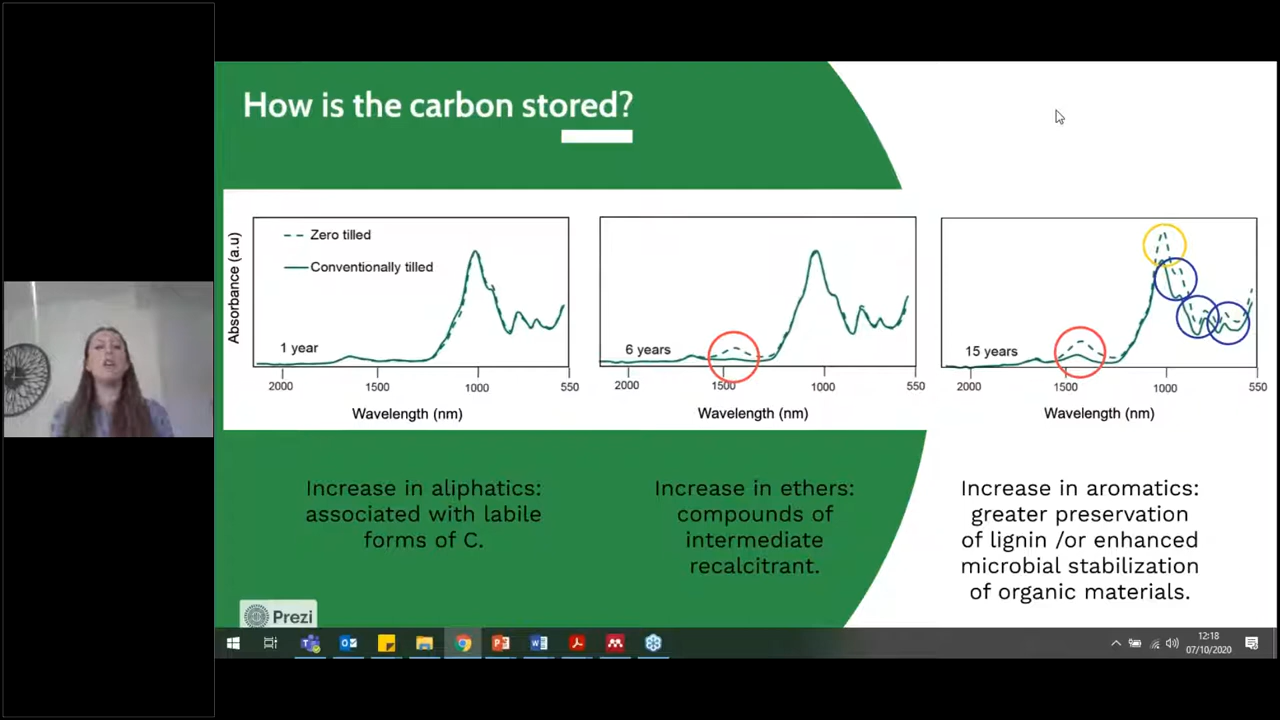 How is the carbon stored?
Absorbance (a.u)
Zero tilled
Conventionally tilled
1 year
2000 1500 1000 550
Wavelength (nm)
6 years
2000 1500 1000 550
Wavelength (nm)
15 years
2000 1500 1000 550
Wavelength (nm)
Increase in aliphatics:
associated with labile
forms of C.
Increase in ethers:
compounds of
intermediate
recalcitrant.
Increase in aromatics:
greater preservation
of lignin /or enhanced
microbial stabilization
of organic materials.
Prezi
12:18
07/10/2020